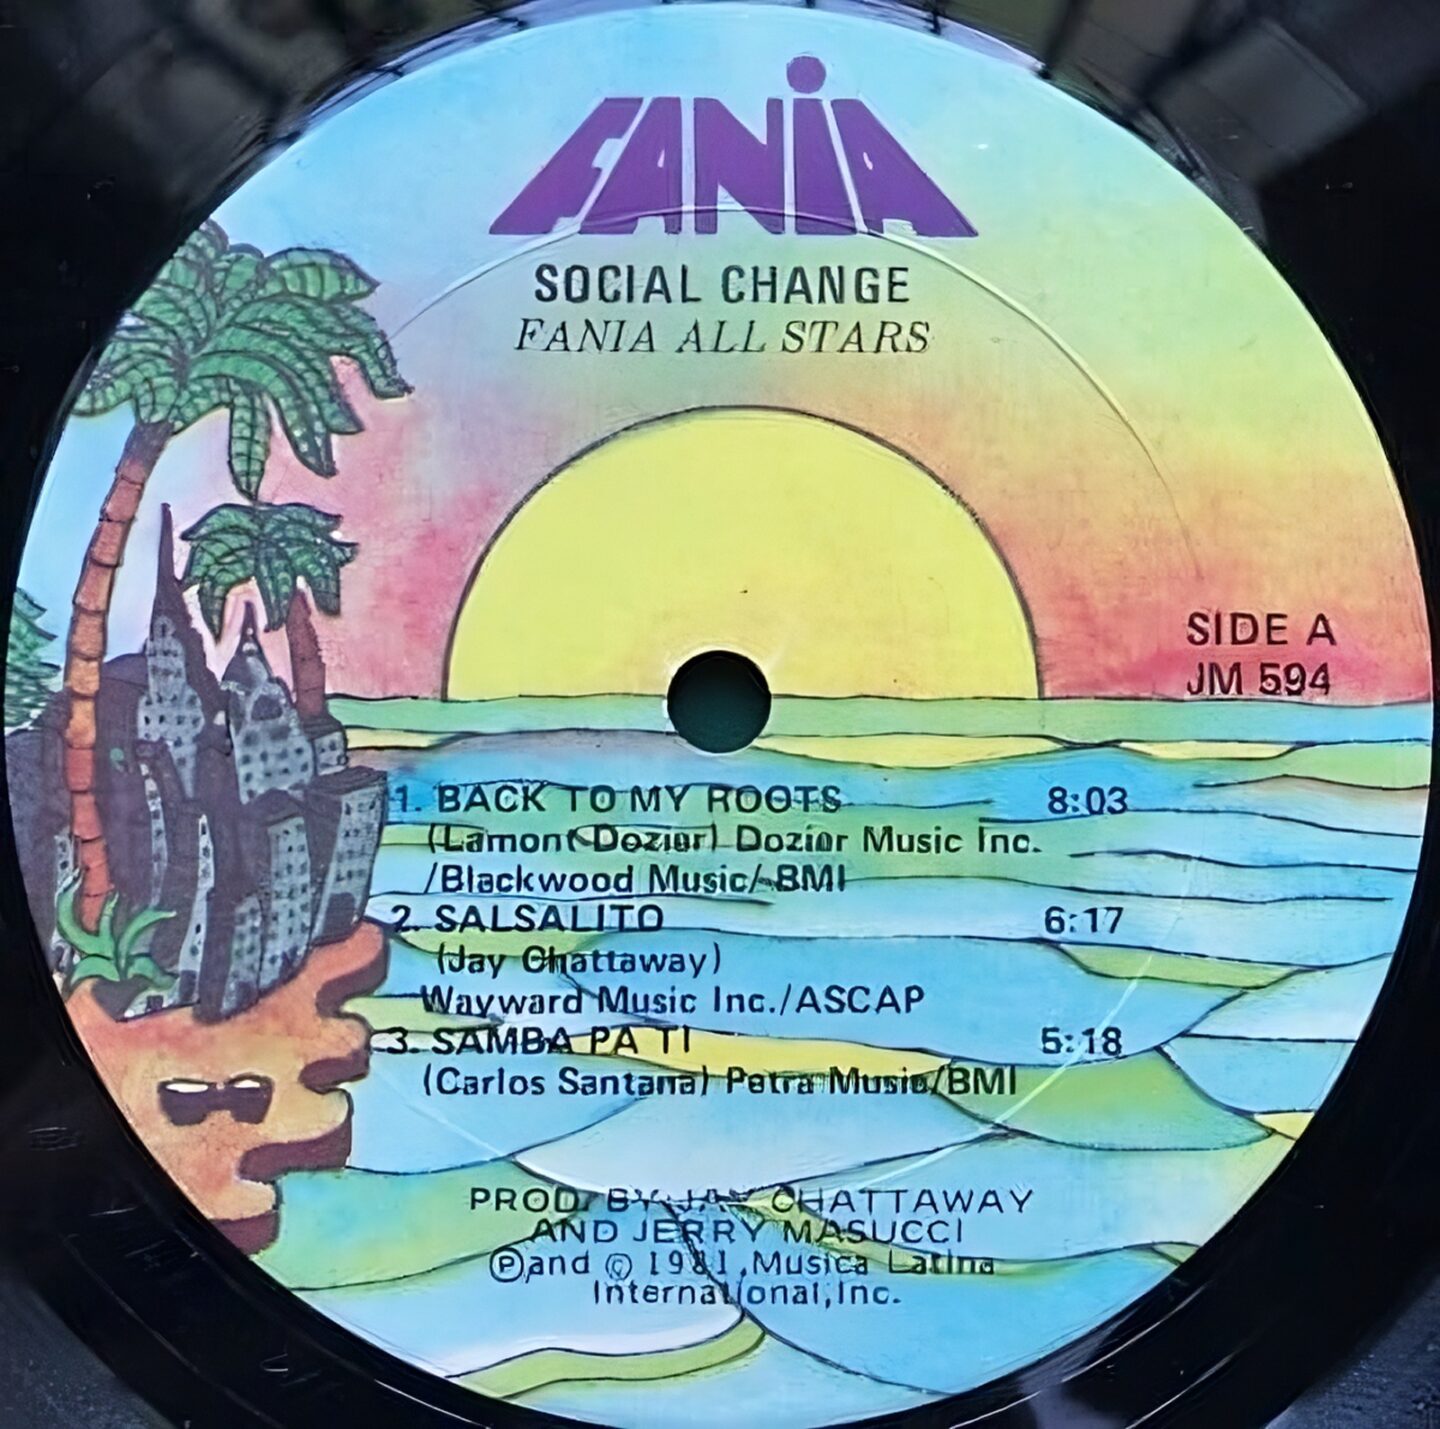 FANIA
SOCIAL CHANGE
FANIA ALL STARS
SIDE A
JM 594
1. BACK TO MY ROOTS 8:03
(Lamont Dozier) Dozier Music Inc.
/Blackwood Music/ BMI
2. SALSALITO 6:17
(Jay Chattaway)
Wayward Music Inc./ASCAP
3. SAMBA PA TI 5:18
(Carlos Santana) Petra Music/BMI
PROD. BY JAY CHATTAWAY
AND JERRY MASUCCI
Ⓟand © 1981,Musica Latina
International,Inc.